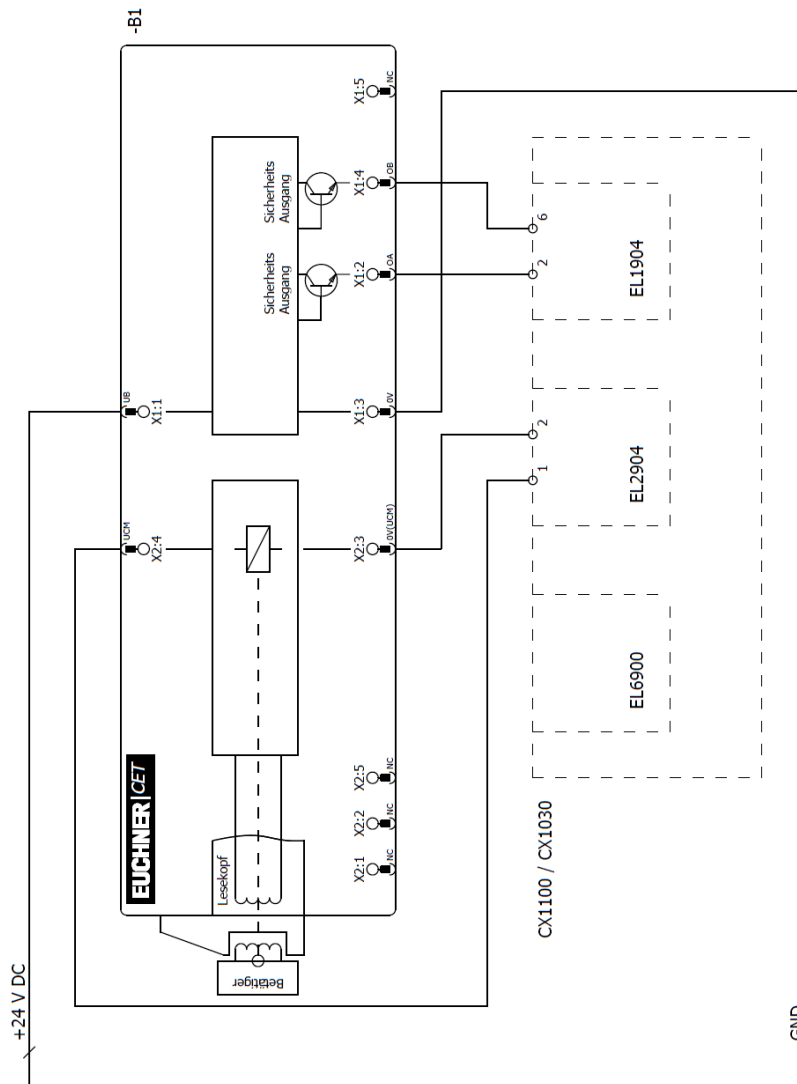 +24 V DC
-B1
EUCHNER|CET
UCM
UB
X2:4
X1:1
Lesekopf
Betätiger
Sicherheits
Ausgang
Sicherheits
Ausgang
X2:1
X2:2
X2:5
X2:3
X1:3
X1:2
X1:4
X1:5
NC
NC
NC
0V(UCM)
0V
OA
OB
NC
CX1100 / CX1030
1
2
2
6
EL6900
EL2904
EL1904
GND